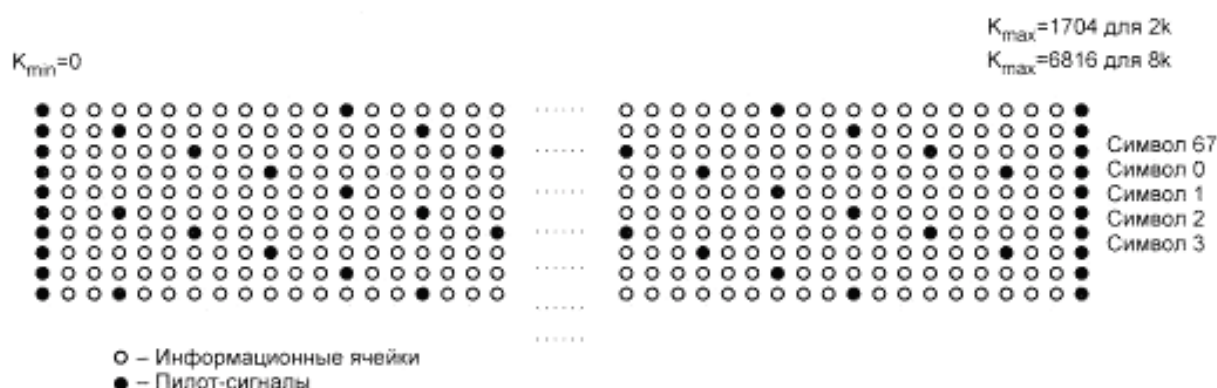 K_max=1704 для 2k
K_min=0
K_max=6816 для 8k
Символ 67
Символ 0
Символ 1
Символ 2
Символ 3
o – Информационные ячейки
● – Пилот-сигналы